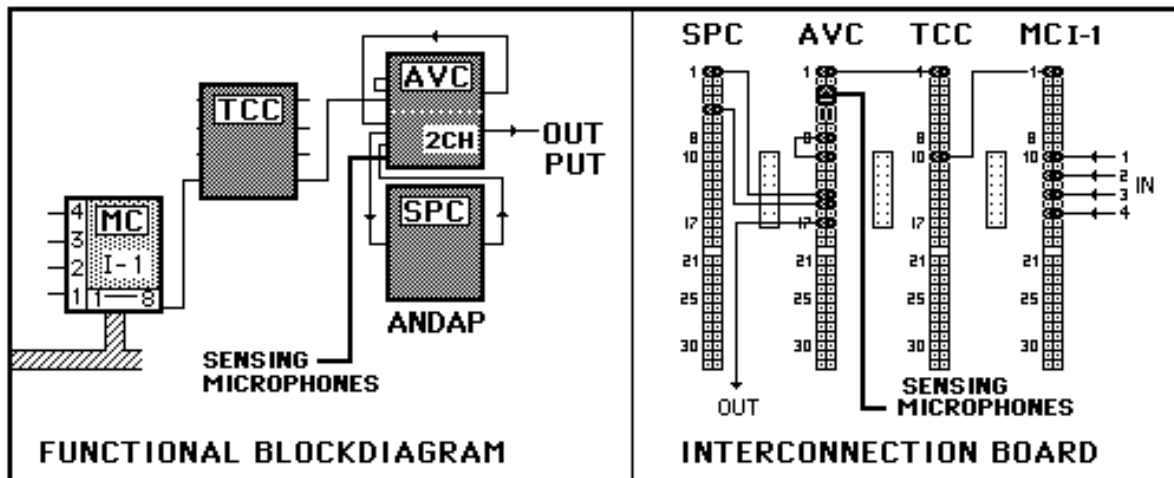 AVC
2CH
OUT
PUT
TCC
SPC
MC
I-1
4
3
2
1
1—8
ANDAP
SENSING
MICROPHONES
FUNCTIONAL BLOCKDIAGRAM
SPC AVC TCC MC I-1
1 1 1 1
8 8 8 8
10 10 10 10 1
2
IN
3
4
17 17 17 17
21 21 21 21
25 25 25 25
30 30 30 30
OUT
SENSING
MICROPHONES
INTERCONNECTION BOARD